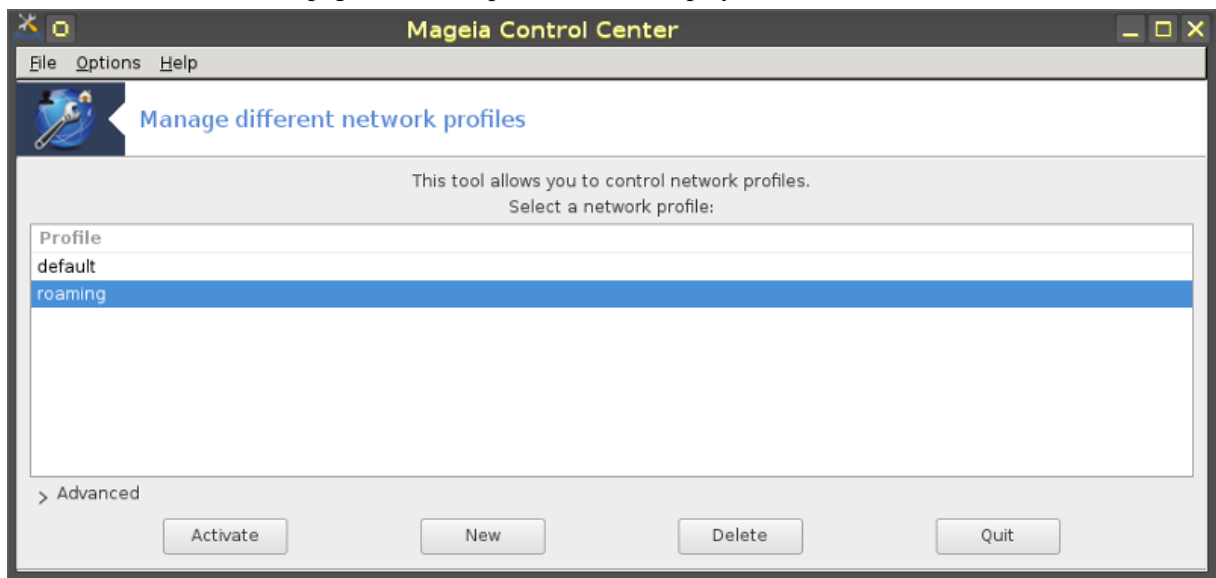 Mageia Control Center
File Options Help
Manage different network profiles
This tool allows you to control network profiles.
Select a network profile:
Profile
default
roaming
Advanced
Activate New Delete Quit